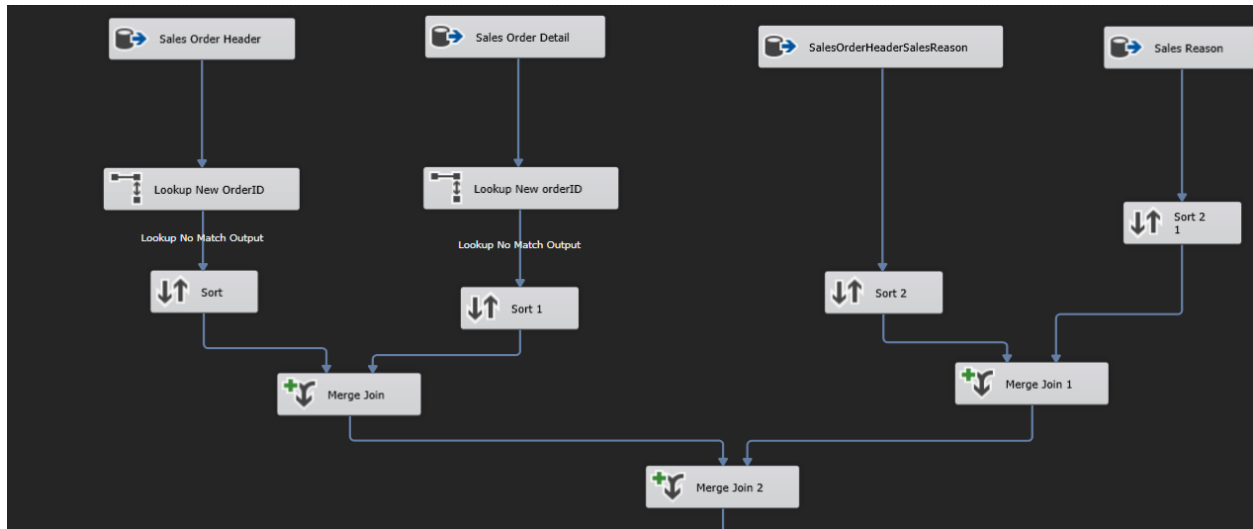 Sales Order Header
Sales Order Detail
SalesOrderHeaderSalesReason
Sales Reason
Lookup New OrderID
Lookup New orderID
Lookup No Match Output
Lookup No Match Output
Sort 2
1
Sort
Sort 1
Sort 2
Merge Join
Merge Join 1
Merge Join 2